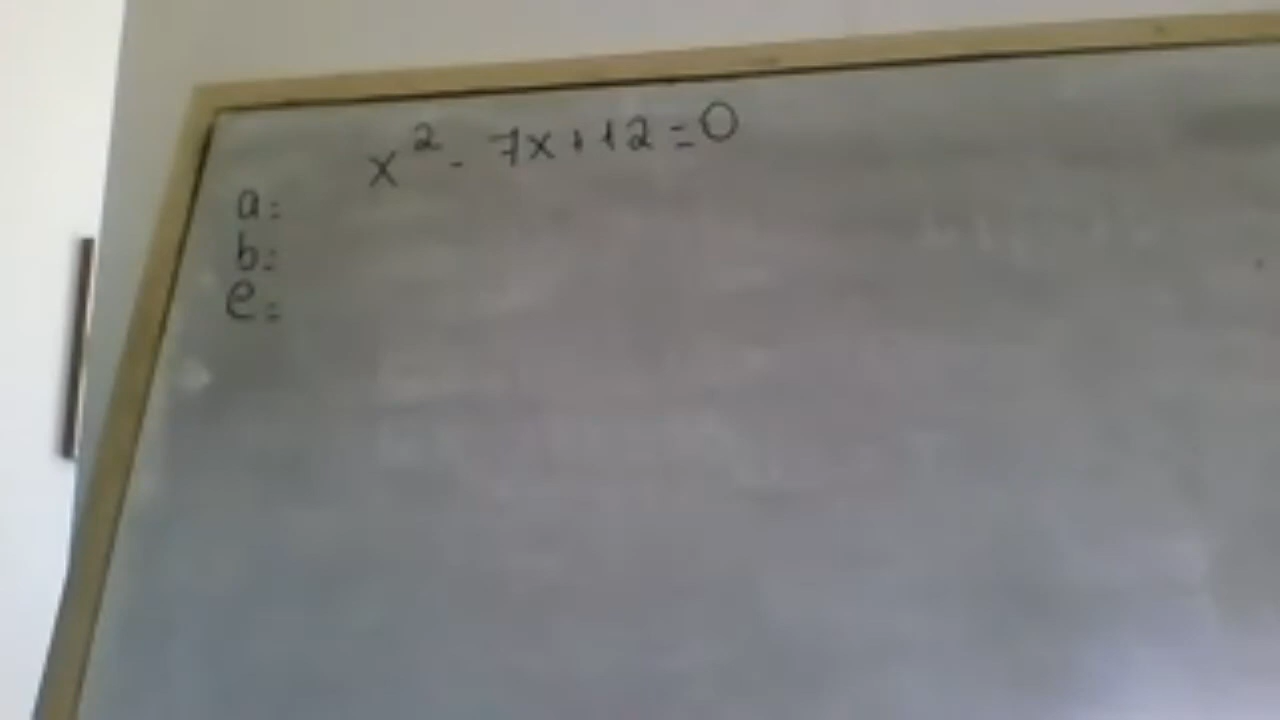 x² - 7x + 12 = 0
a =
b =
e =